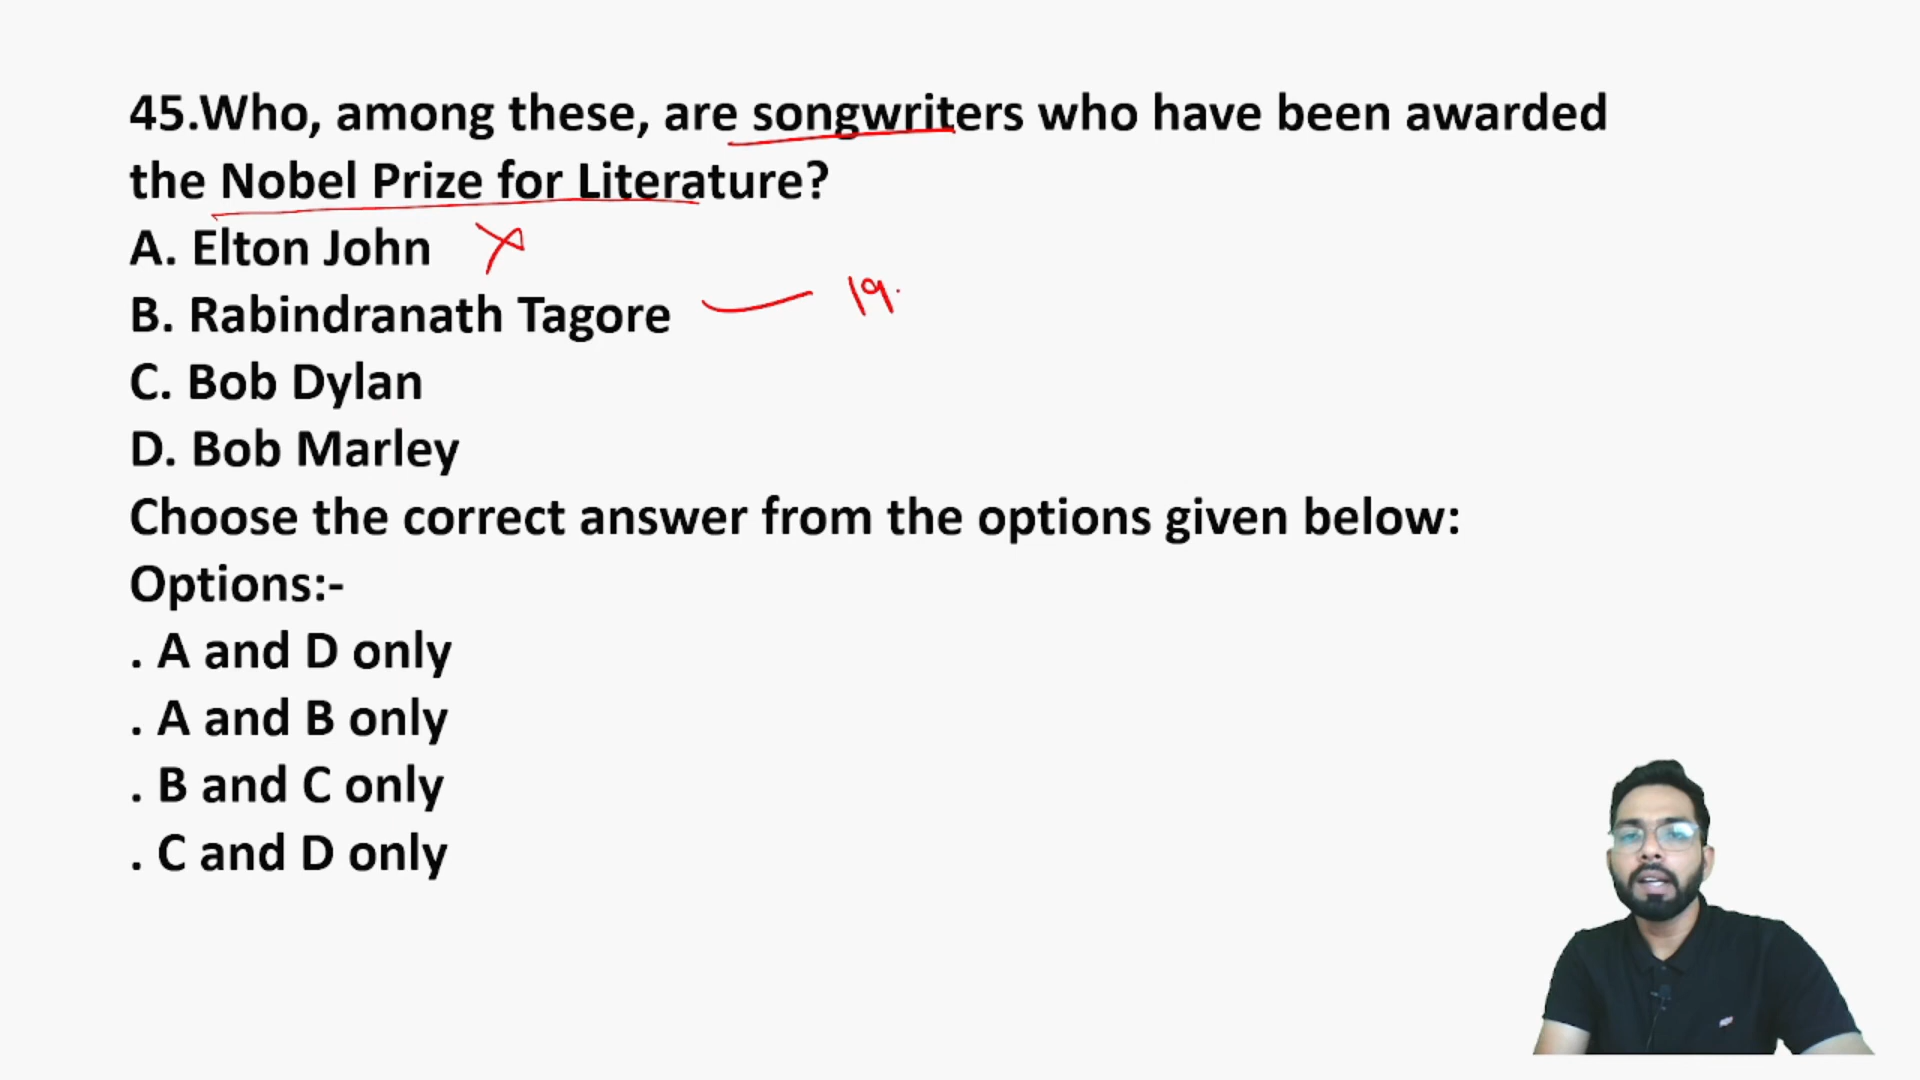 45.Who, among these, are songwriters who have been awarded
the Nobel Prize for Literature?
A. Elton John
B. Rabindranath Tagore 19.
C. Bob Dylan
D. Bob Marley
Choose the correct answer from the options given below:
Options:-
. A and D only
. A and B only
. B and C only
. C and D only